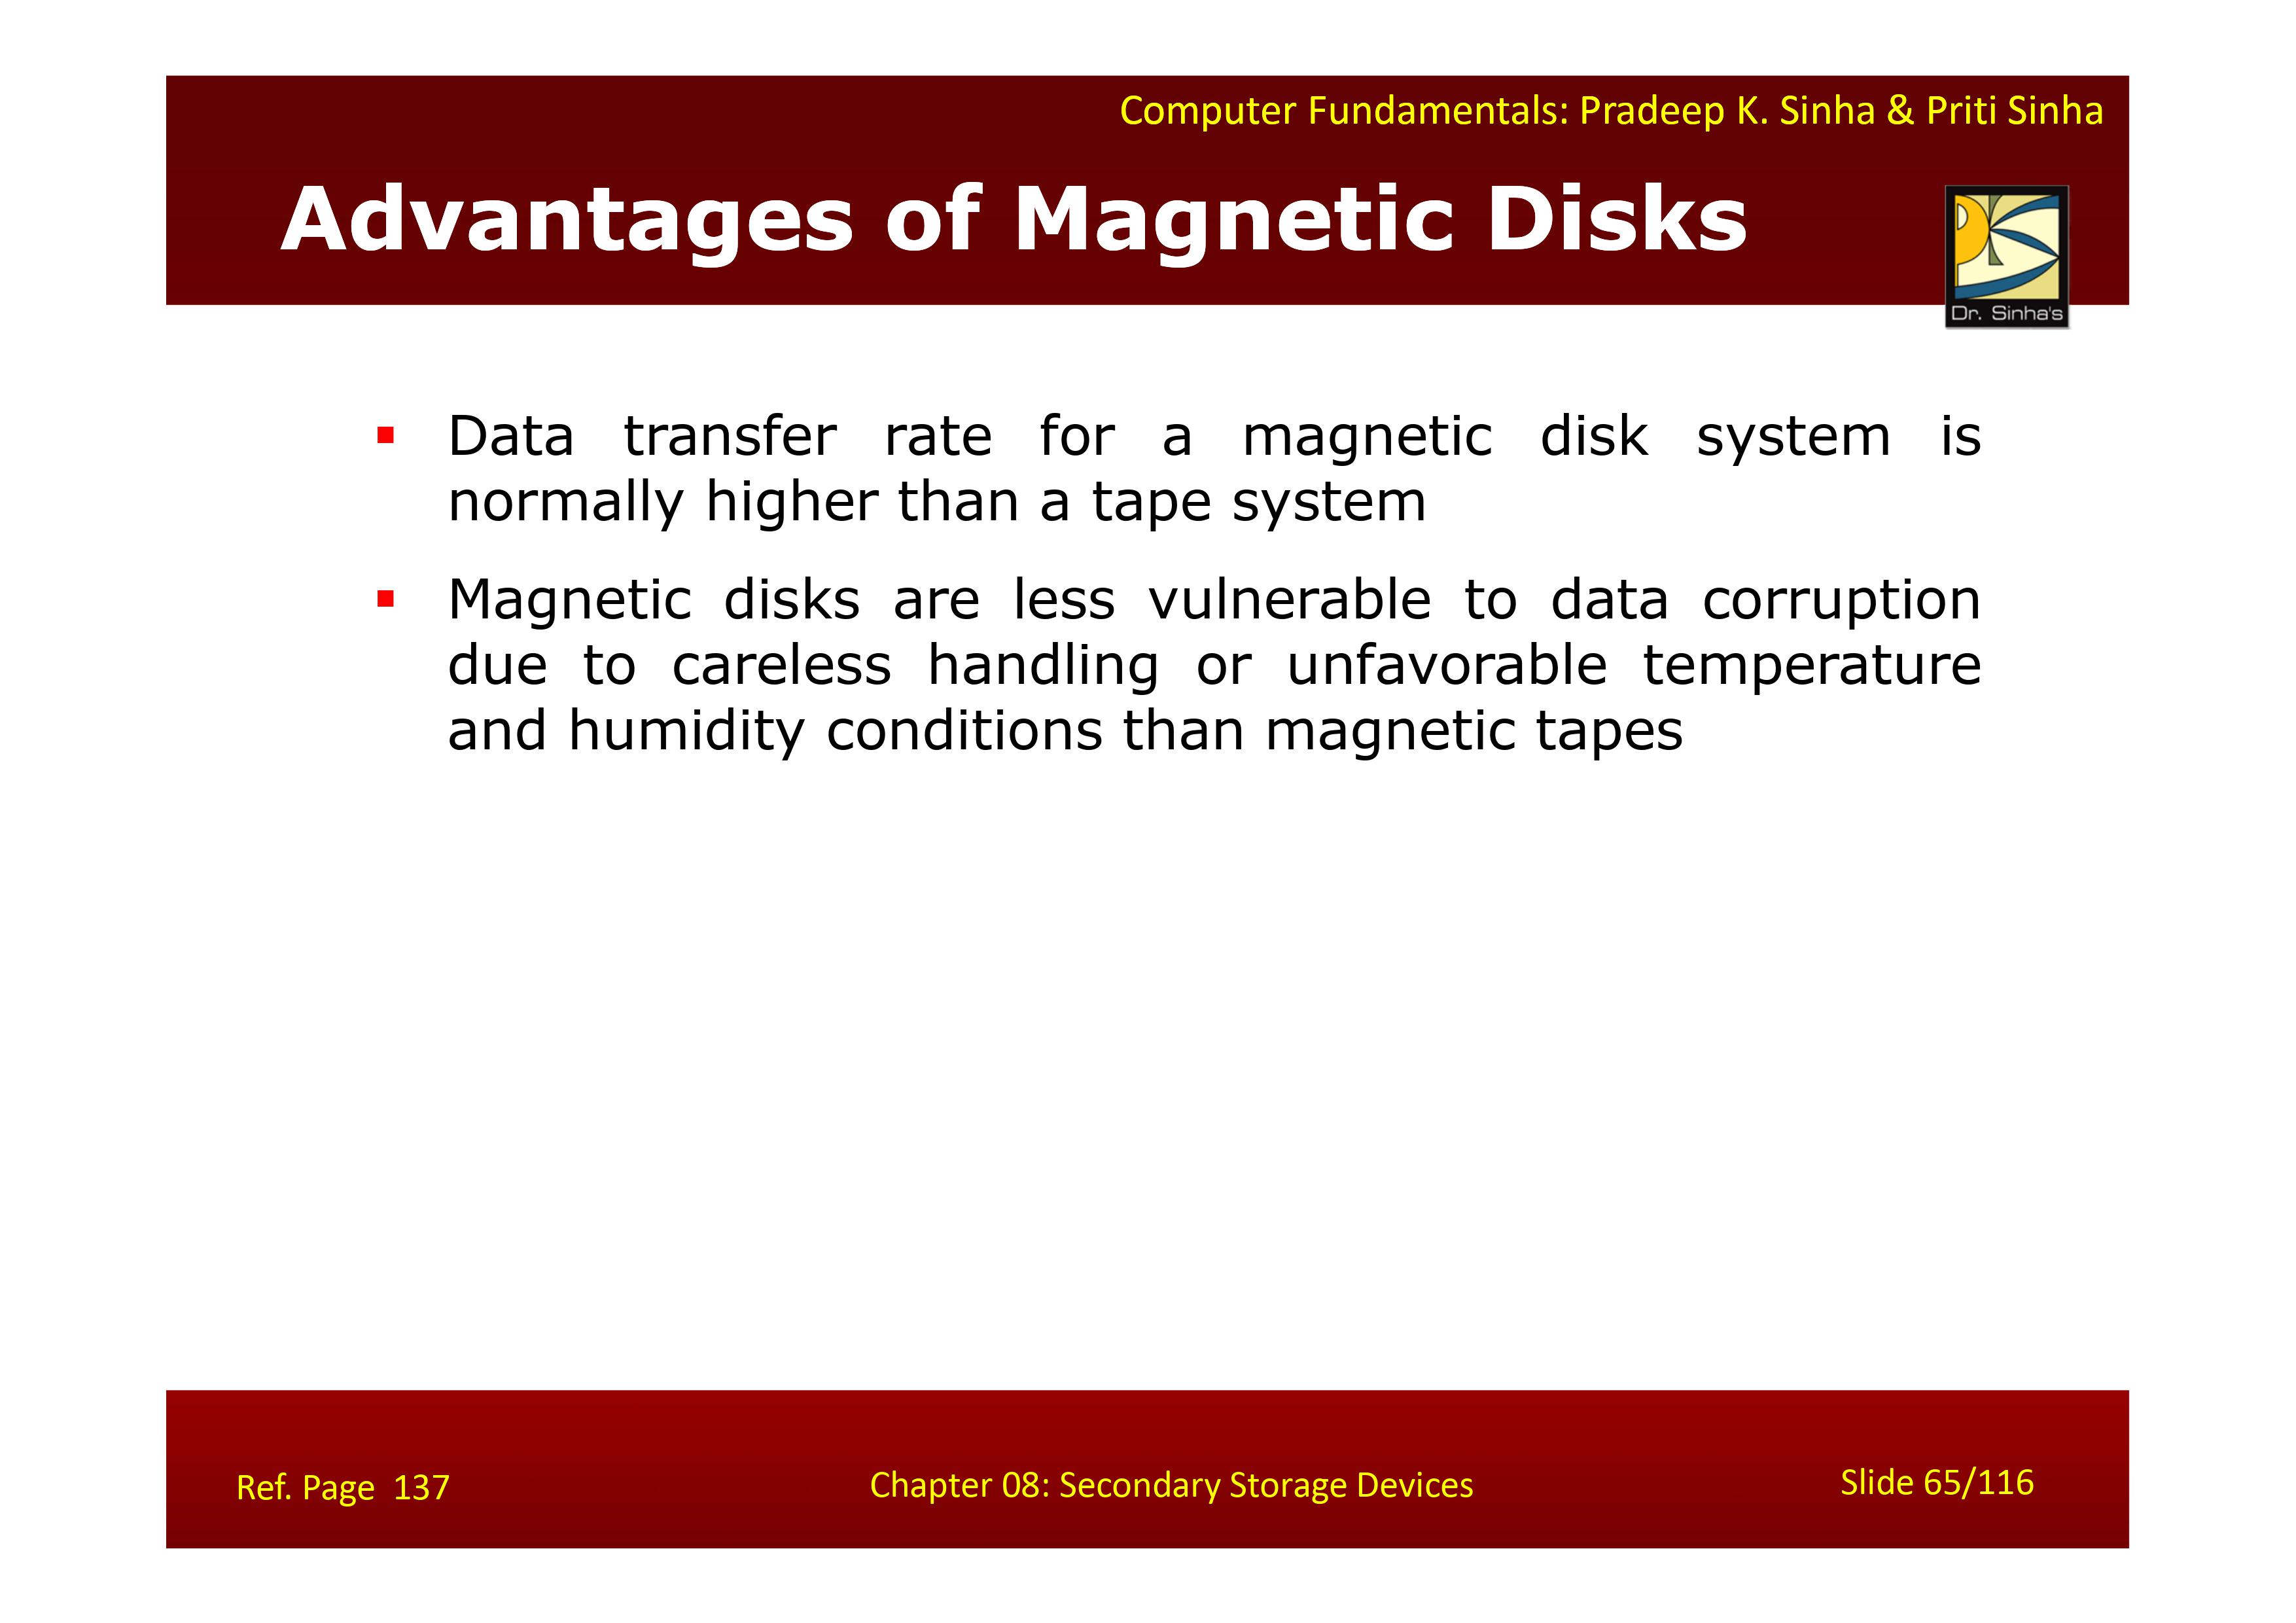 Computer Fundamentals: Pradeep K. Sinha & Priti Sinha
Advantages of Magnetic Disks
Dr. Sinha's
Data transfer rate for a magnetic disk system is
normally higher than a tape system
Magnetic disks are less vulnerable to data corruption
due to careless handling or unfavorable temperature
and humidity conditions than magnetic tapes
Ref. Page 137
Chapter 08: Secondary Storage Devices
Slide 65/116